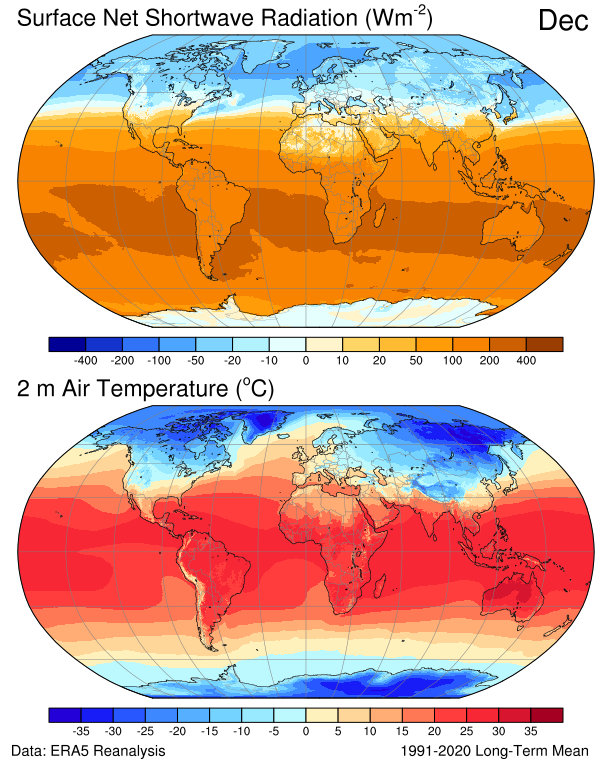 Surface Net Shortwave Radiation (Wm-2) Dec
-400 -200 -100 -50 -20 -10 0 10 20 50 100 200 400
2 m Air Temperature (oC)
-35 -30 -25 -20 -15 -10 -5 0 5 10 15 20 25 30 35
Data: ERA5 Reanalysis 1991-2020 Long-Term Mean